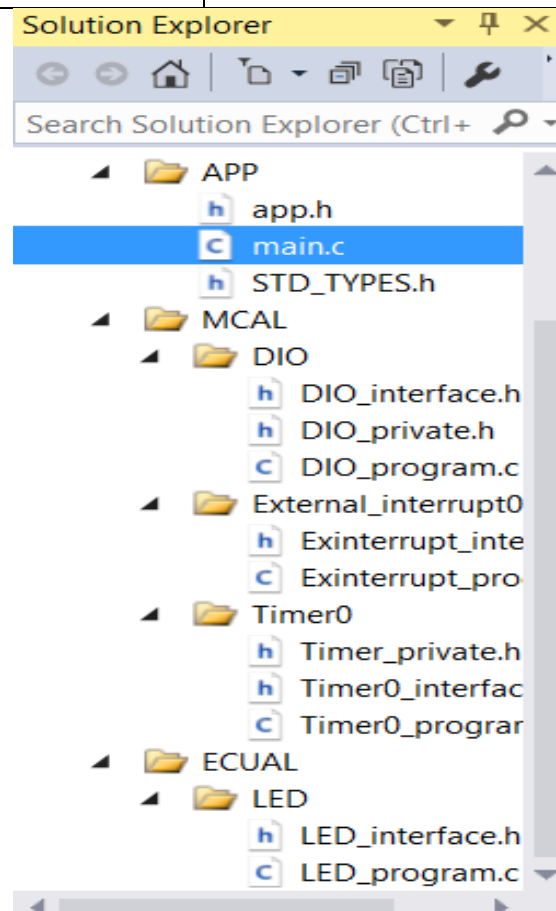 Solution Explorer
Search Solution Explorer (Ctrl+
APP
h app.h
C main.c
h STD_TYPES.h
MCAL
DIO
h DIO_interface.h
h DIO_private.h
C DIO_program.c
External_interrupt0
h Exinterrupt_inte
C Exinterrupt_pro
Timer0
h Timer_private.h
h Timer0_interfac
C Timer0_prograr
ECUAL
LED
h LED_interface.h
C LED_program.c